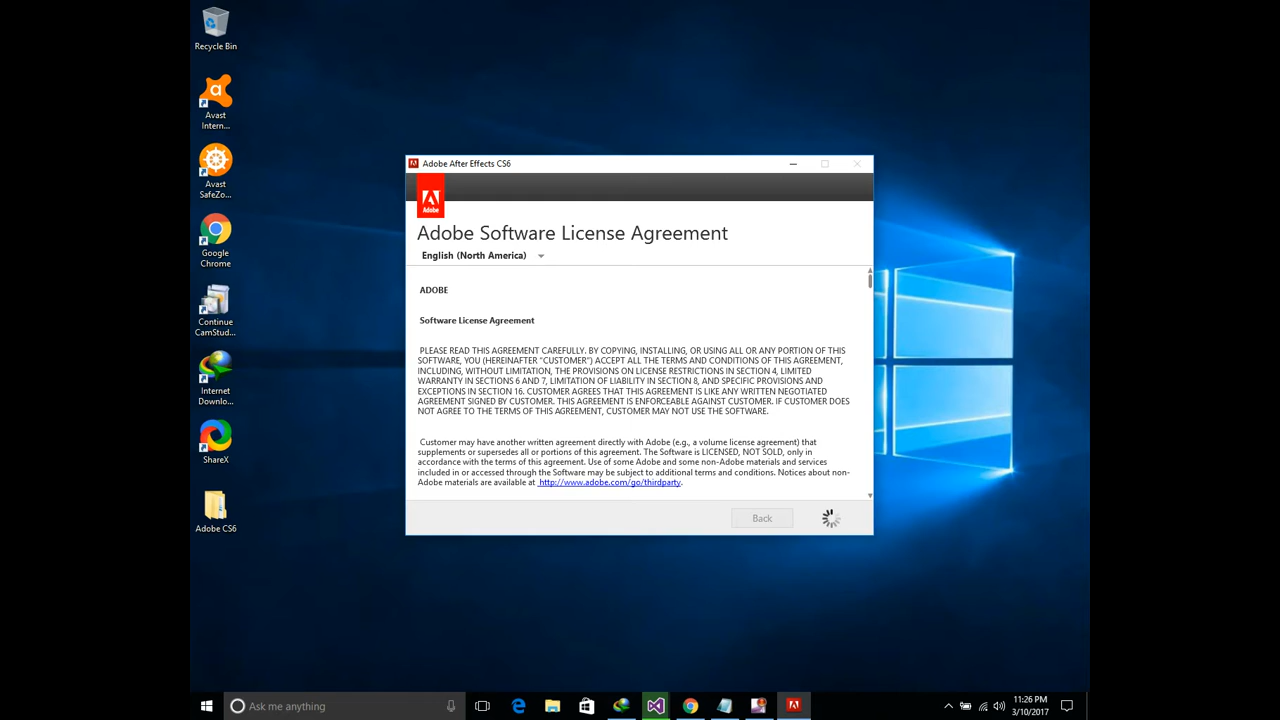 Recycle Bin
Avast
Intern...
Avast
SafeZo...
Google
Chrome
Continue
CamStud...
Internet
Downlo...
ShareX
Adobe CS6
Adobe After Effects CS6
Adobe
Adobe Software License Agreement
English (North America)
ADOBE
Software License Agreement
PLEASE READ THIS AGREEMENT CAREFULLY. BY COPYING, INSTALLING, OR USING ALL OR ANY PORTION OF THIS
SOFTWARE, YOU (HEREINAFTER "CUSTOMER") ACCEPT ALL THE TERMS AND CONDITIONS OF THIS AGREEMENT,
INCLUDING, WITHOUT LIMITATION, THE PROVISIONS ON LICENSE RESTRICTIONS IN SECTION 4, LIMITED
WARRANTY IN SECTIONS 6 AND 7, LIMITATION OF LIABILITY IN SECTION 8, AND SPECIFIC PROVISIONS AND
EXCEPTIONS IN SECTION 16. CUSTOMER AGREES THAT THIS AGREEMENT IS LIKE ANY WRITTEN NEGOTIATED
AGREEMENT SIGNED BY CUSTOMER. THIS AGREEMENT IS ENFORCEABLE AGAINST CUSTOMER. IF CUSTOMER DOES
NOT AGREE TO THE TERMS OF THIS AGREEMENT, CUSTOMER MAY NOT USE THE SOFTWARE.
Customer may have another written agreement directly with Adobe (e.g., a volume license agreement) that
supplements or supersedes all or portions of this agreement. The Software is LICENSED, NOT SOLD, only in
accordance with the terms of this agreement. Use of some Adobe and some non-Adobe materials and services
included in or accessed through the Software may be subject to additional terms and conditions. Notices about non-
Adobe materials are available at http://www.adobe.com/go/thirdparty.
Back
Ask me anything
11:26 PM
3/10/2017